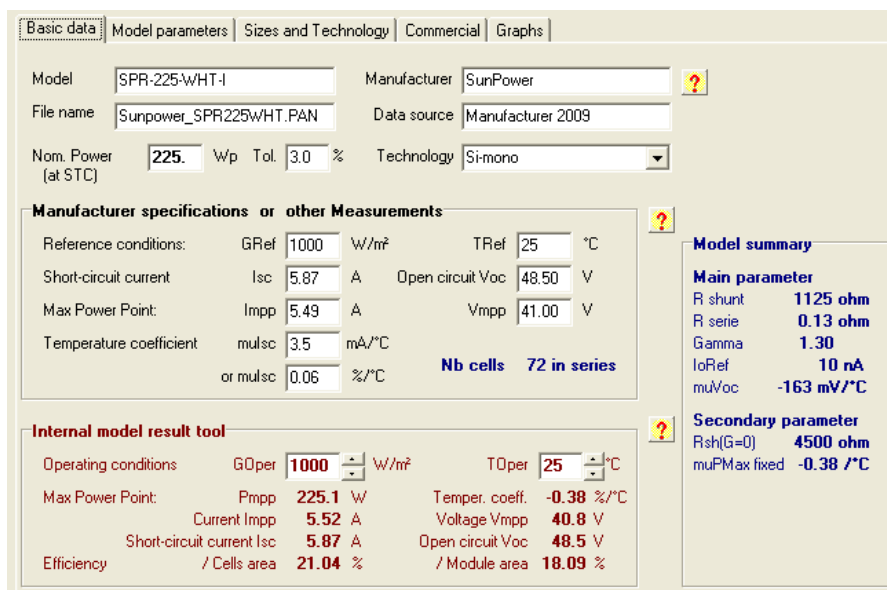 Basic data Model parameters Sizes and Technology Commercial Graphs
Model SPR-225-WHT-I Manufacturer SunPower ?
File name Sunpower_SPR225WHT.PAN Data source Manufacturer 2009
Nom. Power 225. Wp Tol. 3.0 % Technology Si-mono
(at STC)
Manufacturer specifications or other Measurements ?
Reference conditions: GRef 1000 W/m² TRef 25 °C
Short-circuit current Isc 5.87 A Open circuit Voc 48.50 V
Max Power Point: Impp 5.49 A Vmpp 41.00 V
Temperature coefficient muIsc 3.5 mA/°C
Nb cells 72 in series
or muIsc 0.06 %/°C
Model summary
Main parameter
R shunt 1125 ohm
R serie 0.13 ohm
Gamma 1.30
IoRef 10 nA
muVoc -163 mV/°C
Secondary parameter
Rsh(G=0) 4500 ohm
muPMax fixed -0.38 /°C
Internal model result tool ?
Operating conditions GOper 1000 W/m² TOper 25 °C
Max Power Point: Pmpp 225.1 W Temper. coeff. -0.38 %/°C
Current Impp 5.52 A Voltage Vmpp 40.8 V
Short-circuit current Isc 5.87 A Open circuit Voc 48.5 V
Efficiency / Cells area 21.04 % / Module area 18.09 %